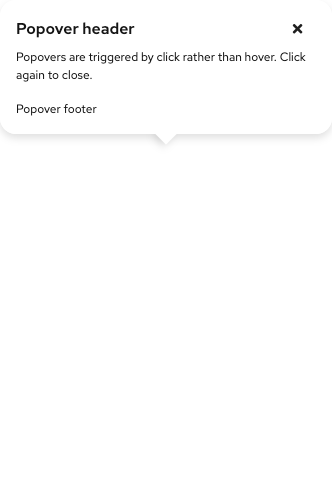 Popover header
Popovers are triggered by click rather than hover. Click
again to close.
Popover footer